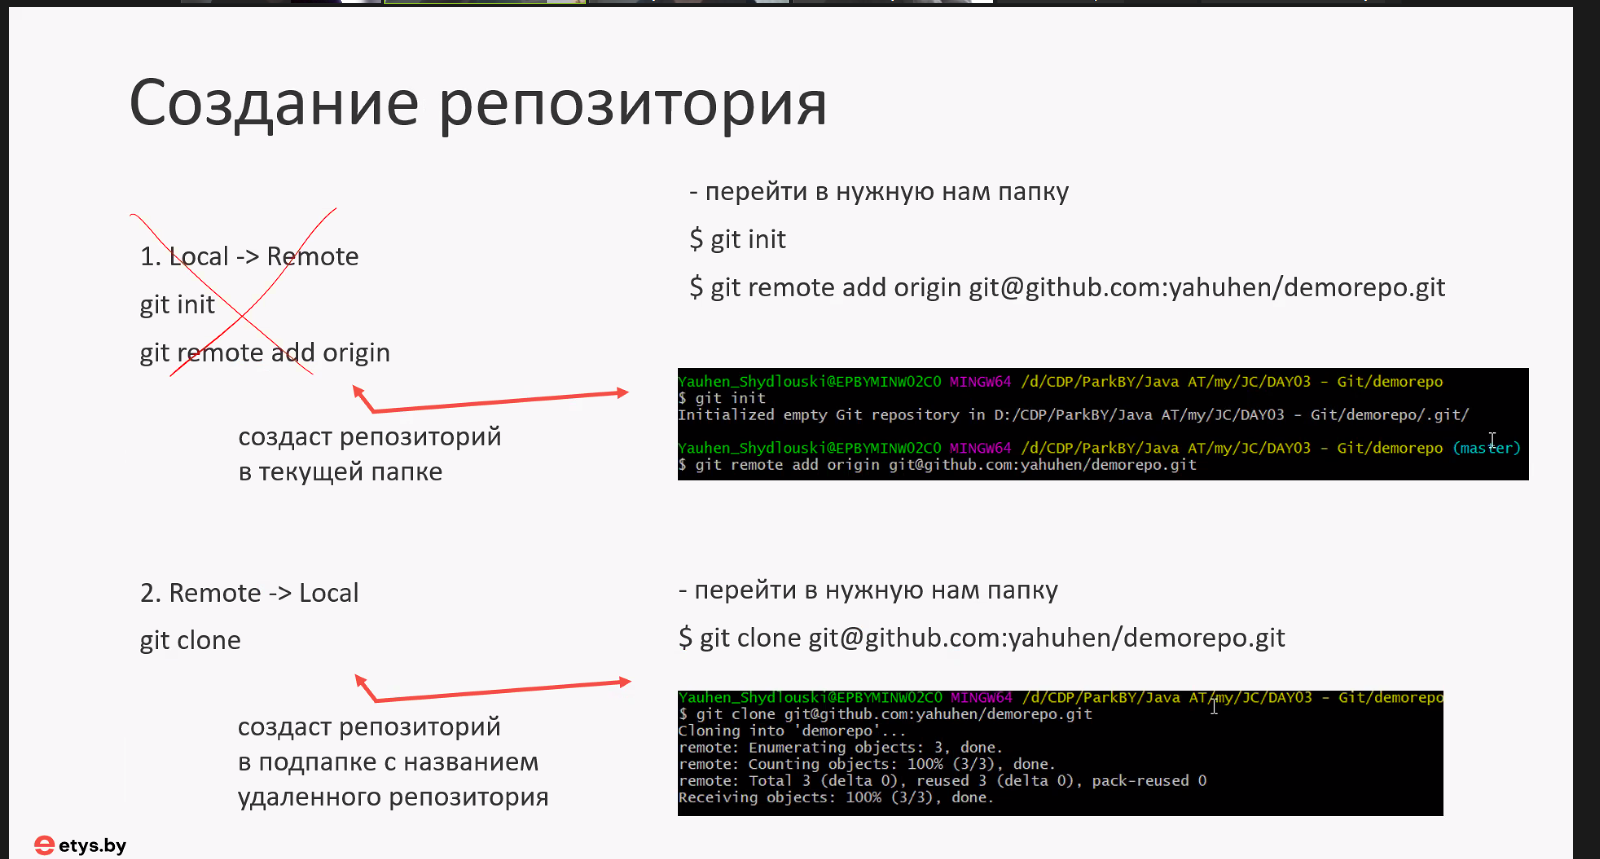 Создание репозитория
1. Local -> Remote
git init
git remote add origin
создаст репозиторий
в текущей папке
- перейти в нужную нам папку
$ git init
$ git remote add origin git@github.com:yahuhen/demorepo.git
Yauhen_Shydlouski@EPBYMINW02C0 MINGW64 /d/CDP/ParkBY/Java AT/my/JC/DAY03 - Git/demorepo
$ git init
Initialized empty Git repository in D:/CDP/ParkBY/Java AT/my/JC/DAY03 - Git/demorepo/.git/
Yauhen_Shydlouski@EPBYMINW02C0 MINGW64 /d/CDP/ParkBY/Java AT/my/JC/DAY03 - Git/demorepo (master)
$ git remote add origin git@github.com:yahuhen/demorepo.git
2. Remote -> Local
git clone
создаст репозиторий
в подпапке с названием
удаленного репозитория
- перейти в нужную нам папку
$ git clone git@github.com:yahuhen/demorepo.git
Yauhen_Shydlouski@EPBYMINW02C0 MINGW64 /d/CDP/ParkBY/Java AT/my/JC/DAY03 - Git/demorepo
$ git clone git@github.com:yahuhen/demorepo.git
Cloning into 'demorepo'...
remote: Enumerating objects: 3, done.
remote: Counting objects: 100% (3/3), done.
remote: Total 3 (delta 0), reused 3 (delta 0), pack-reused 0
Receiving objects: 100% (3/3), done.
etys.by